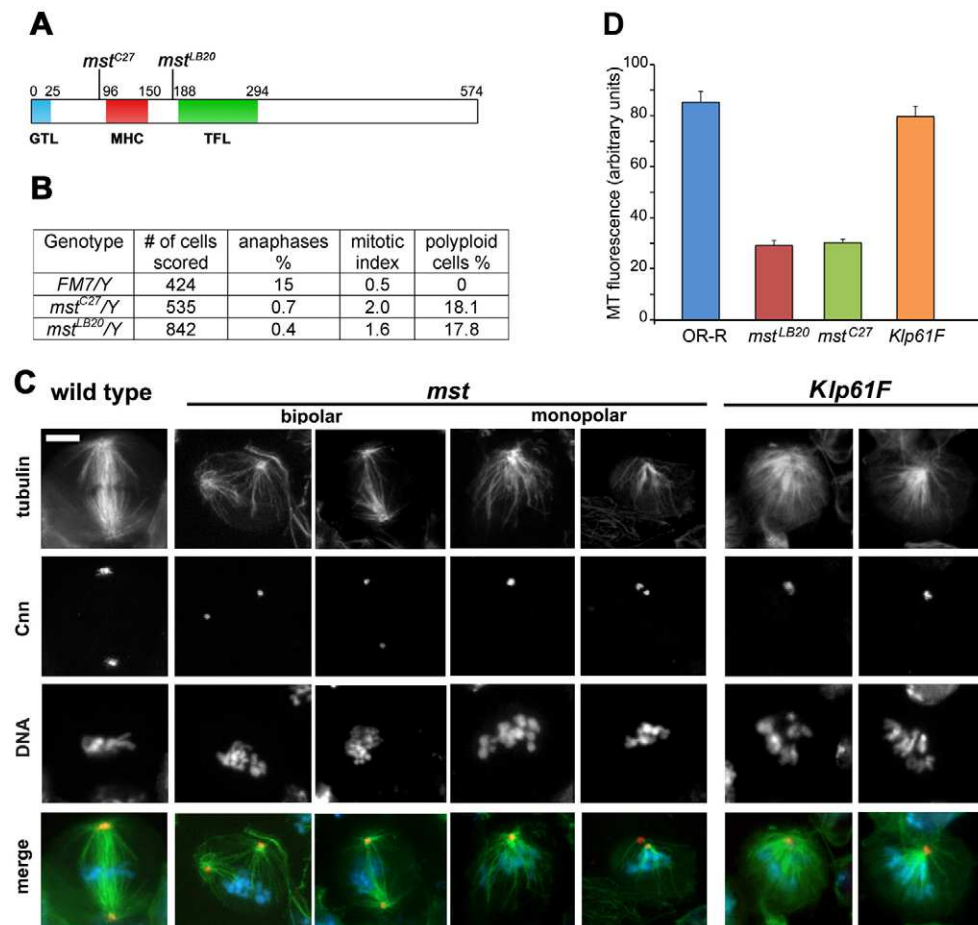 A
mst^C27 mst^LB20
0 25 96 150 188 294 574
GTL MHC TFL
B
Genotype | # of cells scored | anaphases % | mitotic index | polyploid cells %
FM7/Y | 424 | 15 | 0.5 | 0
mst^C27/Y | 535 | 0.7 | 2.0 | 18.1
mst^LB20/Y | 842 | 0.4 | 1.6 | 17.8
D
MT fluorescence (arbitrary units)
100
80
60
40
20
0
OR-R mst^LB20 mst^C27 Klp61F
C
wild type mst Klp61F
bipolar monopolar
tubulin
Cnn
DNA
merge